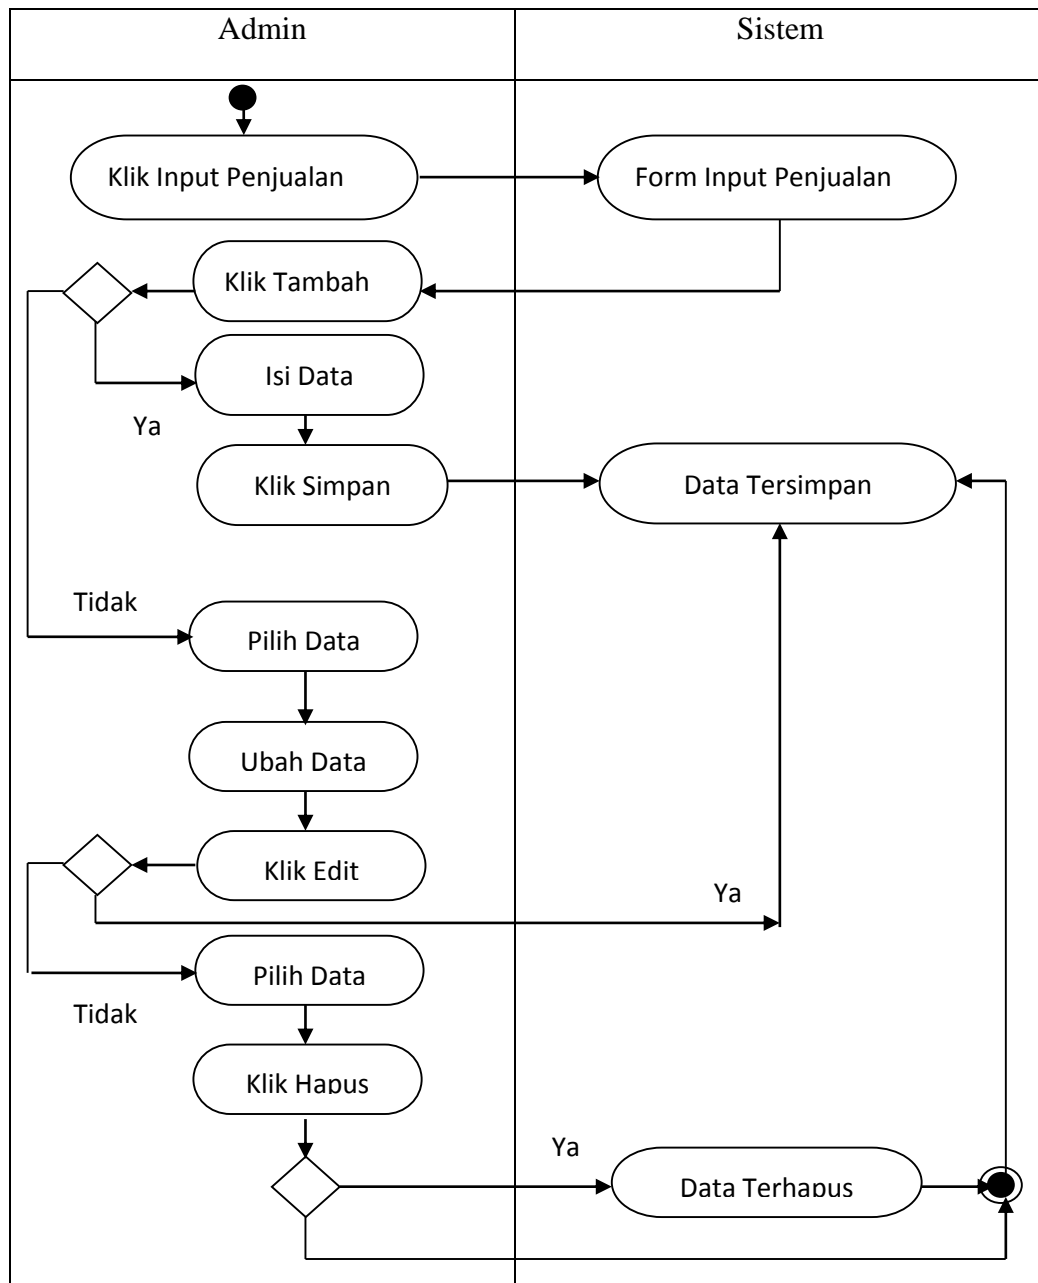 Admin
Sistem
Klik Input Penjualan
Form Input Penjualan
Klik Tambah
Isi Data
Ya
Klik Simpan
Data Tersimpan
Tidak
Pilih Data
Ubah Data
Klik Edit
Ya
Pilih Data
Tidak
Klik Hapus
Ya
Data Terhapus